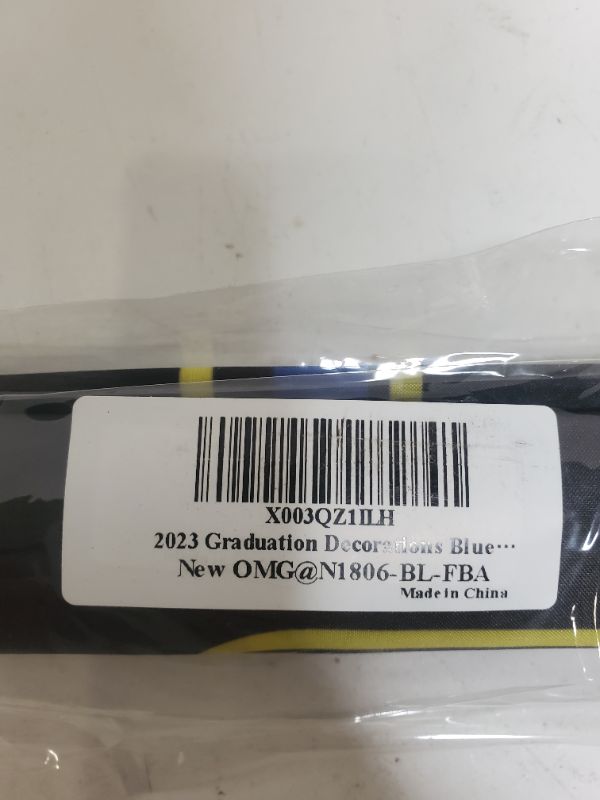 X003QZ1ILH
2023 Graduation Decorations Blue⋯
New OMG@N1806-BL-FBA
Made in China